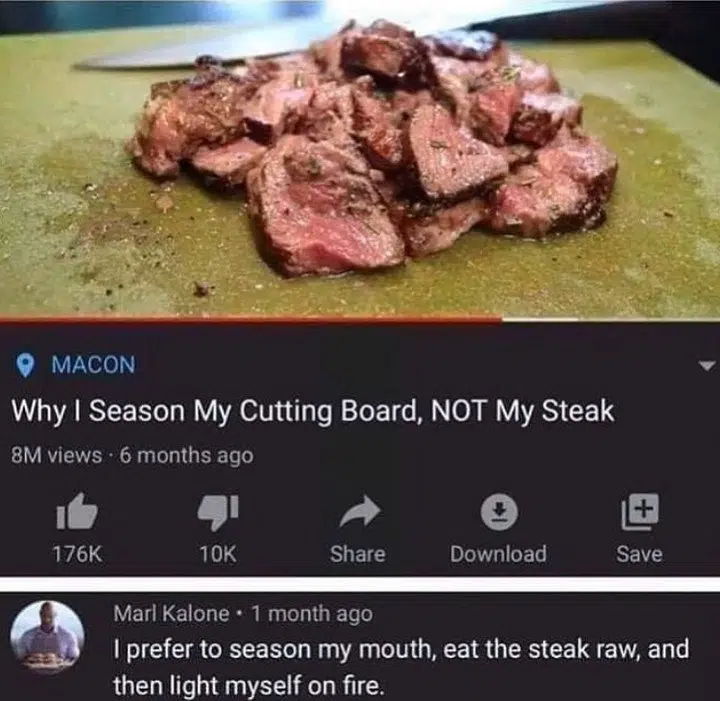 MACON
Why I Season My Cutting Board, NOT My Steak
8M views · 6 months ago
176K
10K
Share
Download
Save
Marl Kalone • 1 month ago
I prefer to season my mouth, eat the steak raw, and
then light myself on fire.